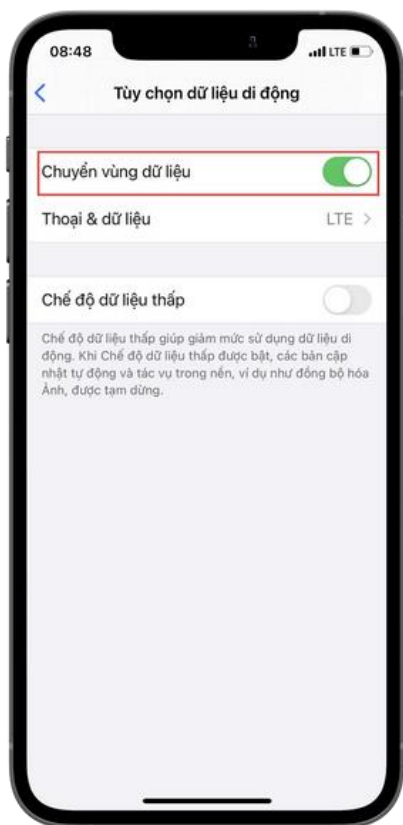 08:48
LTE
Tùy chọn dữ liệu di động
Chuyển vùng dữ liệu
Thoại & dữ liệu LTE >
Chế độ dữ liệu thấp
Chế độ dữ liệu thấp giúp giảm mức sử dụng dữ liệu di
động. Khi Chế độ dữ liệu thấp được bật, các bản cập
nhật tự động và tác vụ trong nền, ví dụ như đồng bộ hóa
Ảnh, được tạm dừng.